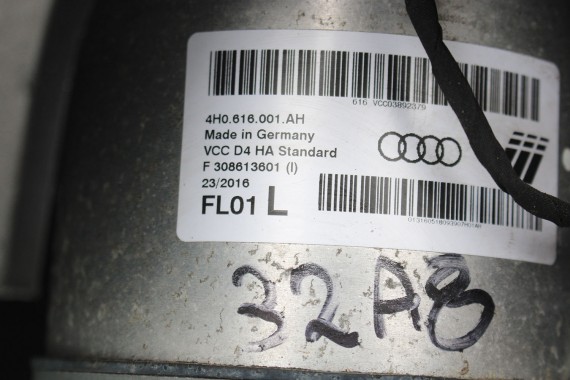 616 VCC03892379
4H0.616.001.AH
Made in Germany
VCC D4 HA Standard
F 308613601 (I)
23/2016
FL01 L
32A8